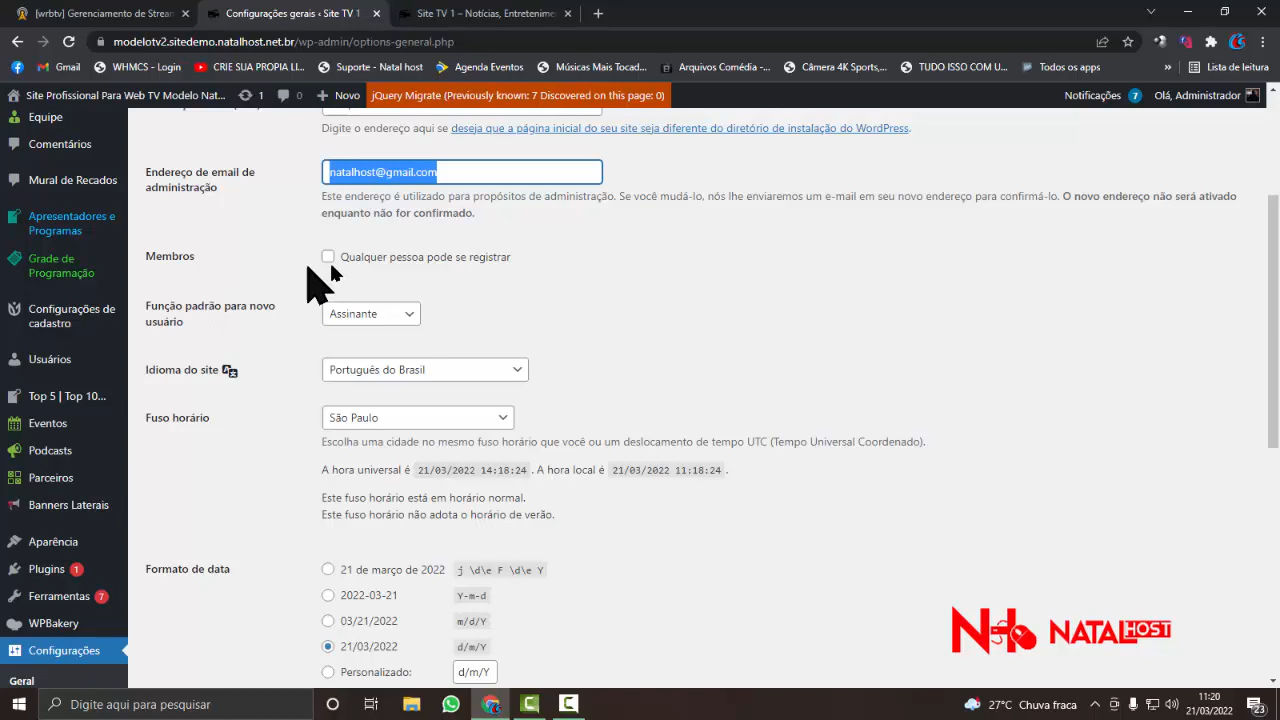 (wrbtv) Gerenciamento de Stream
Configurações gerais ‹ Site TV 1
Site TV 1 – Notícias, Entretenime
modelotv2.sitedemo.natalhost.net.br/wp-admin/options-general.php
Gmail
WHMCS - Login
CRIE SUA PROPIA LI...
Suporte - Natal host
Agenda Eventos
Músicas Mais Tocad...
Arquivos Comédia -...
Câmera 4K Sports,...
TUDO ISSO COM U...
Todos os apps
»
Lista de leitura
Site Profissional Para Web TV Modelo Nat...
1
0
Novo
jQuery Migrate (Previously known: 7 Discovered on this page: 0)
Notificações 7
Olá, Administrador
Equipe
Comentários
Mural de Recados
Apresentadores e
Programas
Grade de
Programação
Configurações de
cadastro
Usuários
Top 5 | Top 10...
Eventos
Podcasts
Parceiros
Banners Laterais
Aparência
Plugins 1
Ferramentas 7
WPBakery
Configurações
Geral
Digite o endereço aqui se deseja que a página inicial do seu site seja diferente do diretório de instalação do WordPress.
Endereço de email de
administração
natalhost@gmail.com
Este endereço é utilizado para propósitos de administração. Se você mudá-lo, nós lhe enviaremos um e-mail em seu novo endereço para confirmá-lo. O novo endereço não será ativado
enquanto não for confirmado.
Membros
Qualquer pessoa pode se registrar
Função padrão para novo
usuário
Assinante
Idioma do site
Português do Brasil
Fuso horário
São Paulo
Escolha uma cidade no mesmo fuso horário que você ou um deslocamento de tempo UTC (Tempo Universal Coordenado).
A hora universal é 21/03/2022 14:18:24. A hora local é 21/03/2022 11:18:24.
Este fuso horário está em horário normal.
Este fuso horário não adota o horário de verão.
Formato de data
21 de março de 2022 j \d\e F \d\e Y
2022-03-21 Y-m-d
03/21/2022 m/d/Y
21/03/2022 d/m/Y
Personalizado: d/m/Y
NH NATALHOST
Digite aqui para pesquisar
27°C Chuva fraca
11:20
21/03/2022
23